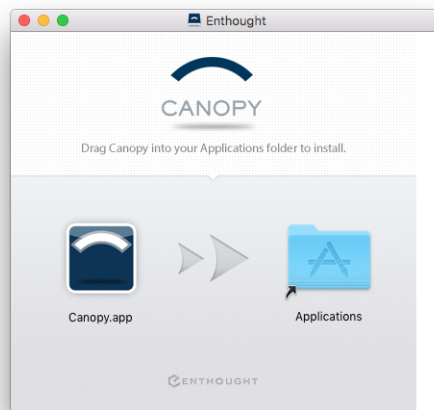 Enthought
CANOPY
Drag Canopy into your Applications folder to install.
Canopy.app
Applications
ENTHOUGHT